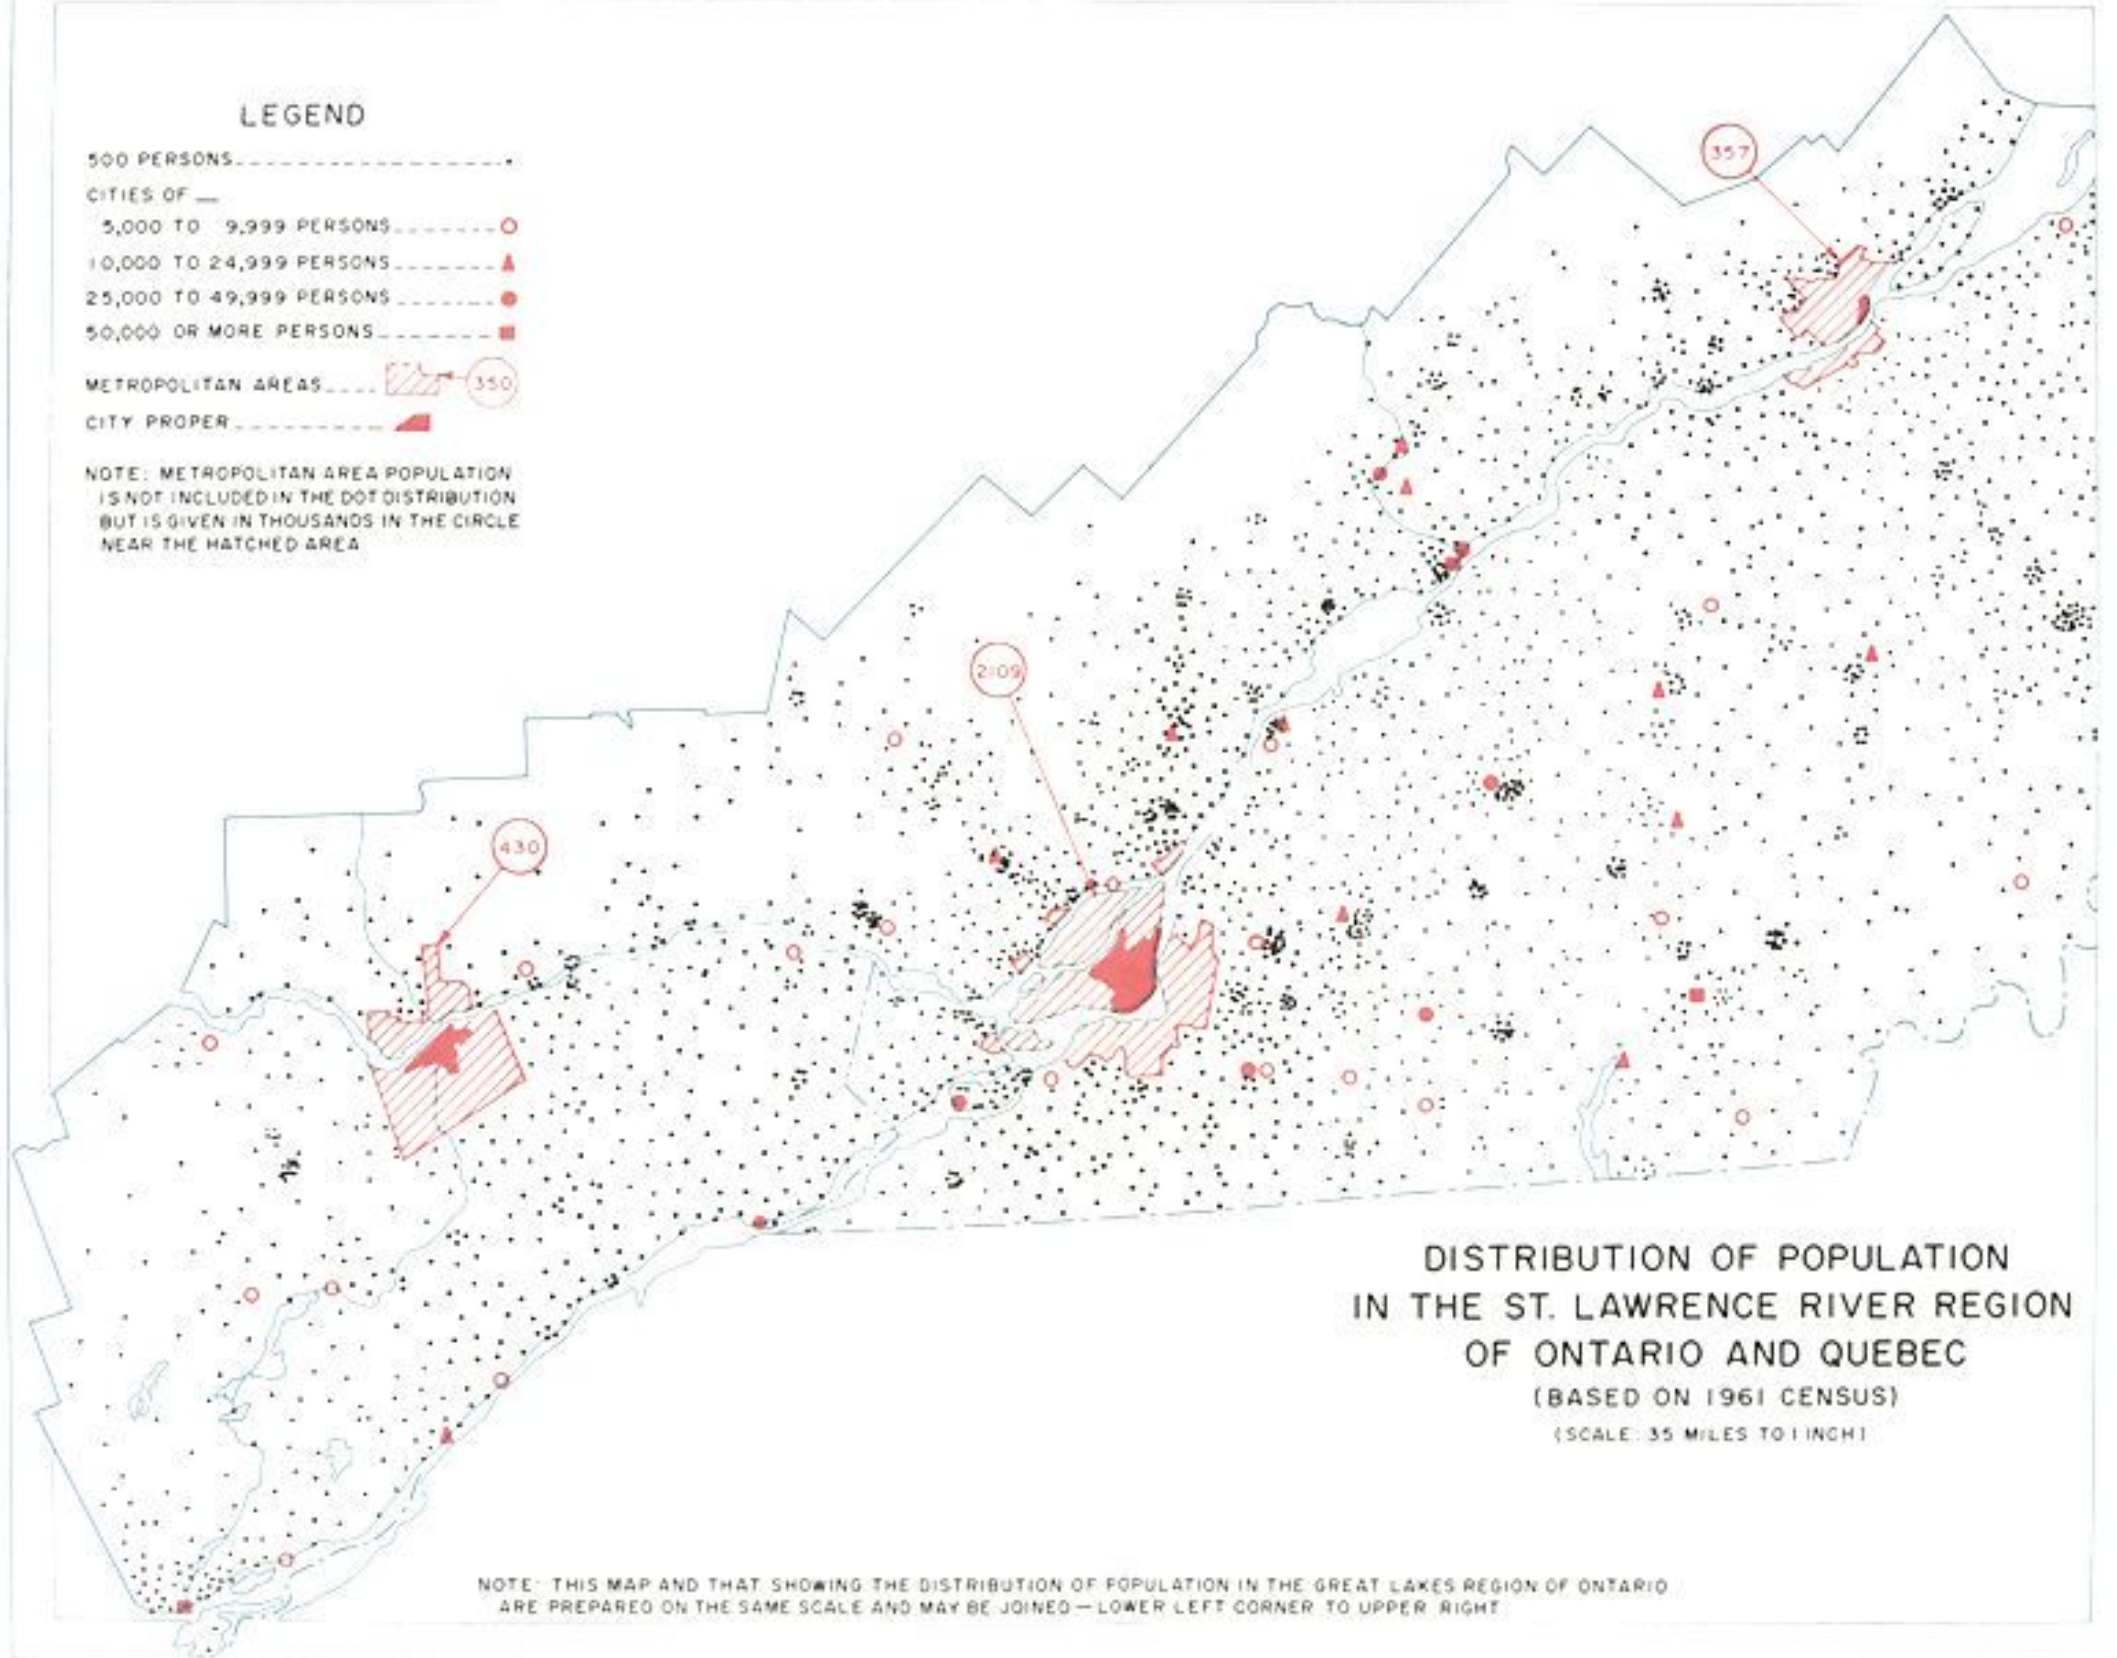 LEGEND
500 PERSONS
CITIES OF —
5,000 TO 9,999 PERSONS
10,000 TO 24,999 PERSONS
25,000 TO 49,999 PERSONS
50,000 OR MORE PERSONS
METROPOLITAN AREAS 350
CITY PROPER
NOTE: METROPOLITAN AREA POPULATION
IS NOT INCLUDED IN THE DOT DISTRIBUTION
BUT IS GIVEN IN THOUSANDS IN THE CIRCLE
NEAR THE HATCHED AREA
357
2109
430
DISTRIBUTION OF POPULATION
IN THE ST. LAWRENCE RIVER REGION
OF ONTARIO AND QUEBEC
(BASED ON 1961 CENSUS)
(SCALE: 35 MILES TO 1 INCH)
NOTE: THIS MAP AND THAT SHOWING THE DISTRIBUTION OF POPULATION IN THE GREAT LAKES REGION OF ONTARIO
ARE PREPARED ON THE SAME SCALE AND MAY BE JOINED — LOWER LEFT CORNER TO UPPER RIGHT